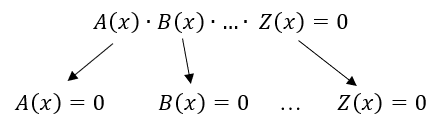 A(x) · B(x) · … · Z(x) = 0
A(x) = 0 B(x) = 0 … Z(x) = 0